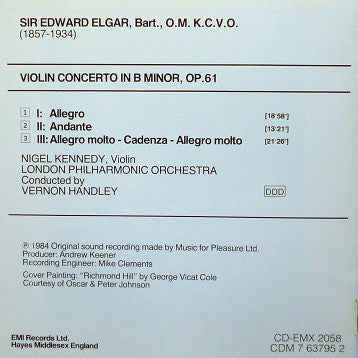 SIR EDWARD ELGAR, Bart., O.M. K.C.V.O.
(1857-1934)
VIOLIN CONCERTO IN B MINOR, OP.61
1 I: Allegro [18'58"]
2 II: Andante [13'21"]
3 III: Allegro molto - Cadenza - Allegro molto [21'26"]
NIGEL KENNEDY, Violin
LONDON PHILHARMONIC ORCHESTRA
Conducted by
VERNON HANDLEY DDD
℗ 1984 Original sound recording made by Music for Pleasure Ltd.
Producer: Andrew Keener
Recording Engineer: Mike Clements
Cover Painting: "Richmond Hill" by George Vicat Cole
Courtesy of Oscar & Peter Johnson
EMI Records Ltd. CD-EMX 2058
Hayes Middlesex England CDM 7 63795 2